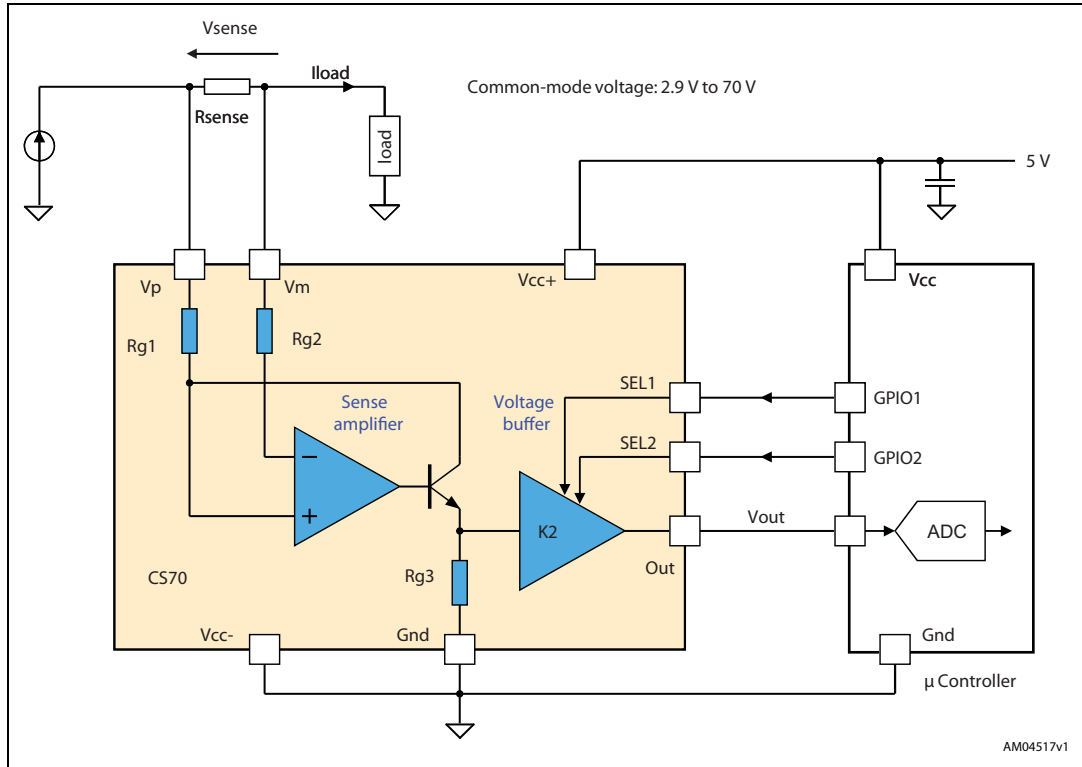 Vsense
Iload
Common-mode voltage: 2.9 V to 70 V
Rsense
load
5 V
Vp
Vm
Vcc+
Vcc
Rg1
Rg2
SEL1
GPIO1
Sense
amplifier
Voltage
buffer
SEL2
GPIO2
−
+
K2
Vout
ADC
Out
Rg3
CS70
Vcc-
Gnd
Gnd
µ Controller
AM04517v1